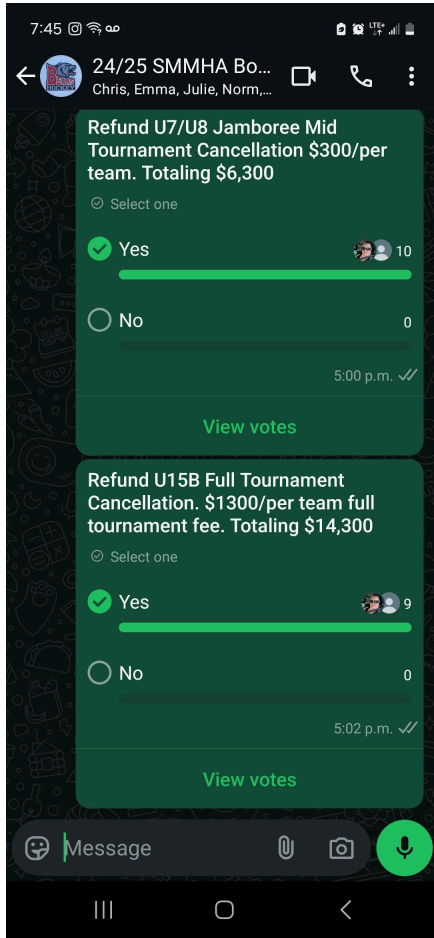 7:45
LTE+
24/25 SMMHA Bo...
Chris, Emma, Julie, Norm,...
BEARS
HOCKEY
Refund U7/U8 Jamboree Mid
Tournament Cancellation $300/per
team. Totaling $6,300
Select one
Yes 10
No 0
5:00 p.m.
View votes
Refund U15B Full Tournament
Cancellation. $1300/per team full
tournament fee. Totaling $14,300
Select one
Yes 9
No 0
5:02 p.m.
View votes
Message